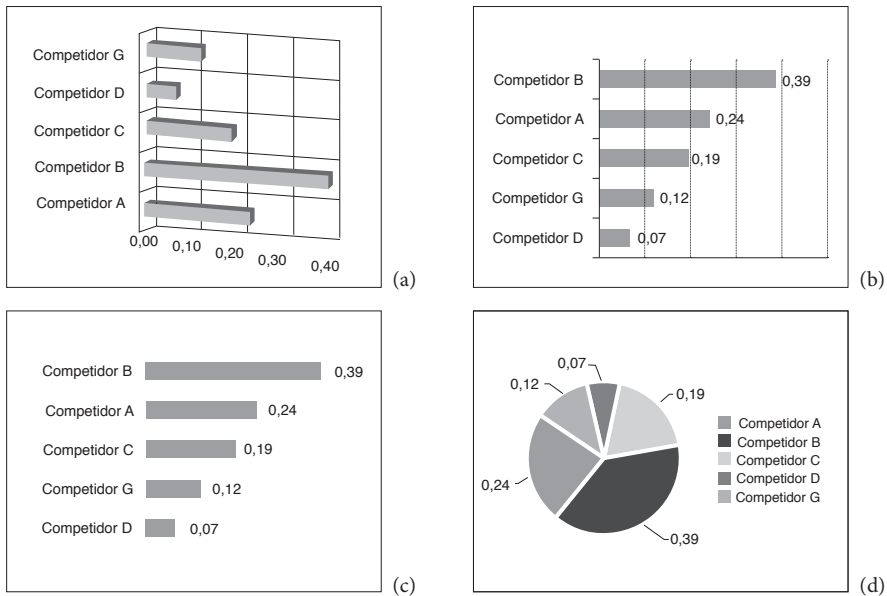 Competidor G
Competidor D
Competidor C
Competidor B
Competidor A
0,00 0,10 0,20 0,30 0,40
(a)
Competidor B 0,39
Competidor A 0,24
Competidor C 0,19
Competidor G 0,12
Competidor D 0,07
(b)
Competidor B 0,39
Competidor A 0,24
Competidor C 0,19
Competidor G 0,12
Competidor D 0,07
(c)
0,07
0,12
0,19
0,24
0,39
Competidor A
Competidor B
Competidor C
Competidor D
Competidor G
(d)